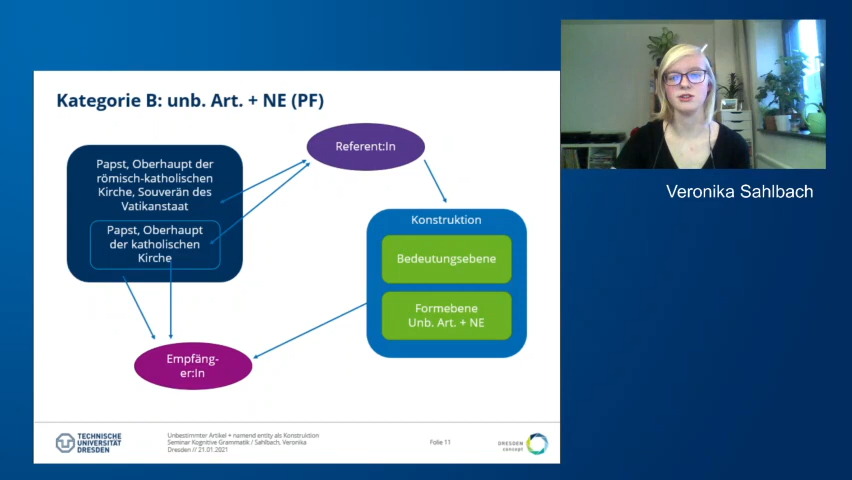 Kategorie B: unb. Art. + NE (PF)
Referent:In
Papst, Oberhaupt der
römisch-katholischen
Kirche, Souverän des
Vatikanstaat
Papst, Oberhaupt
der katholischen
Kirche
Konstruktion
Bedeutungsebene
Formebene
Unb. Art. + NE
Empfäng-
er:In
Veronika Sahlbach
TECHNISCHE
UNIVERSITÄT
DRESDEN
Unbestimmter Artikel + namend entity als Konstruktion
Seminar Kognitive Grammatik / Sahlbach, Veronika
Dresden // 21.01.2021
Folie 11
DRESDEN
concept